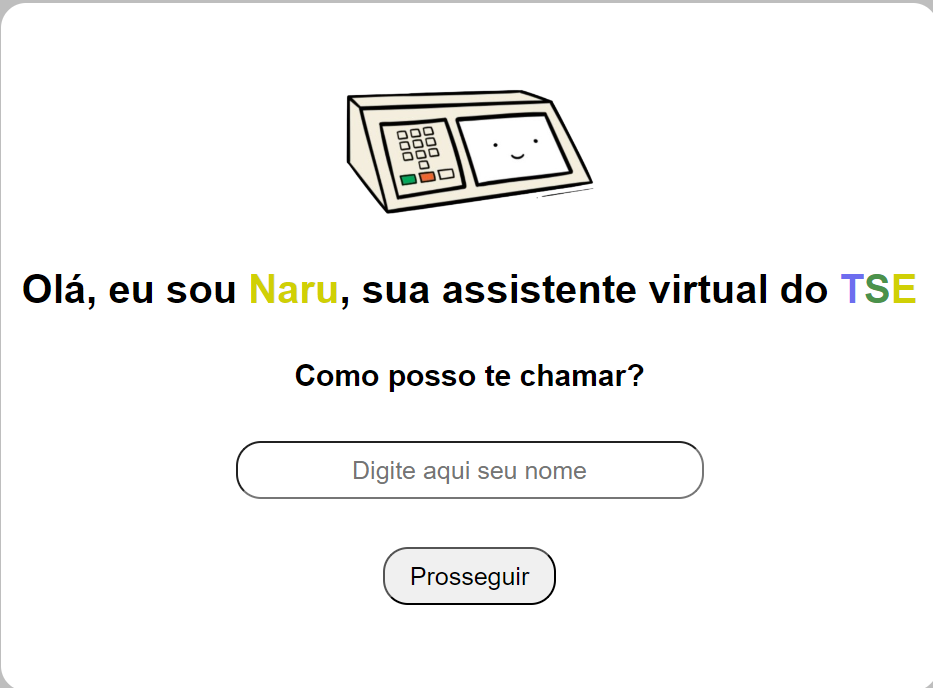 Olá, eu sou Naru, sua assistente virtual do TSE
Como posso te chamar?
Digite aqui seu nome
Prosseguir